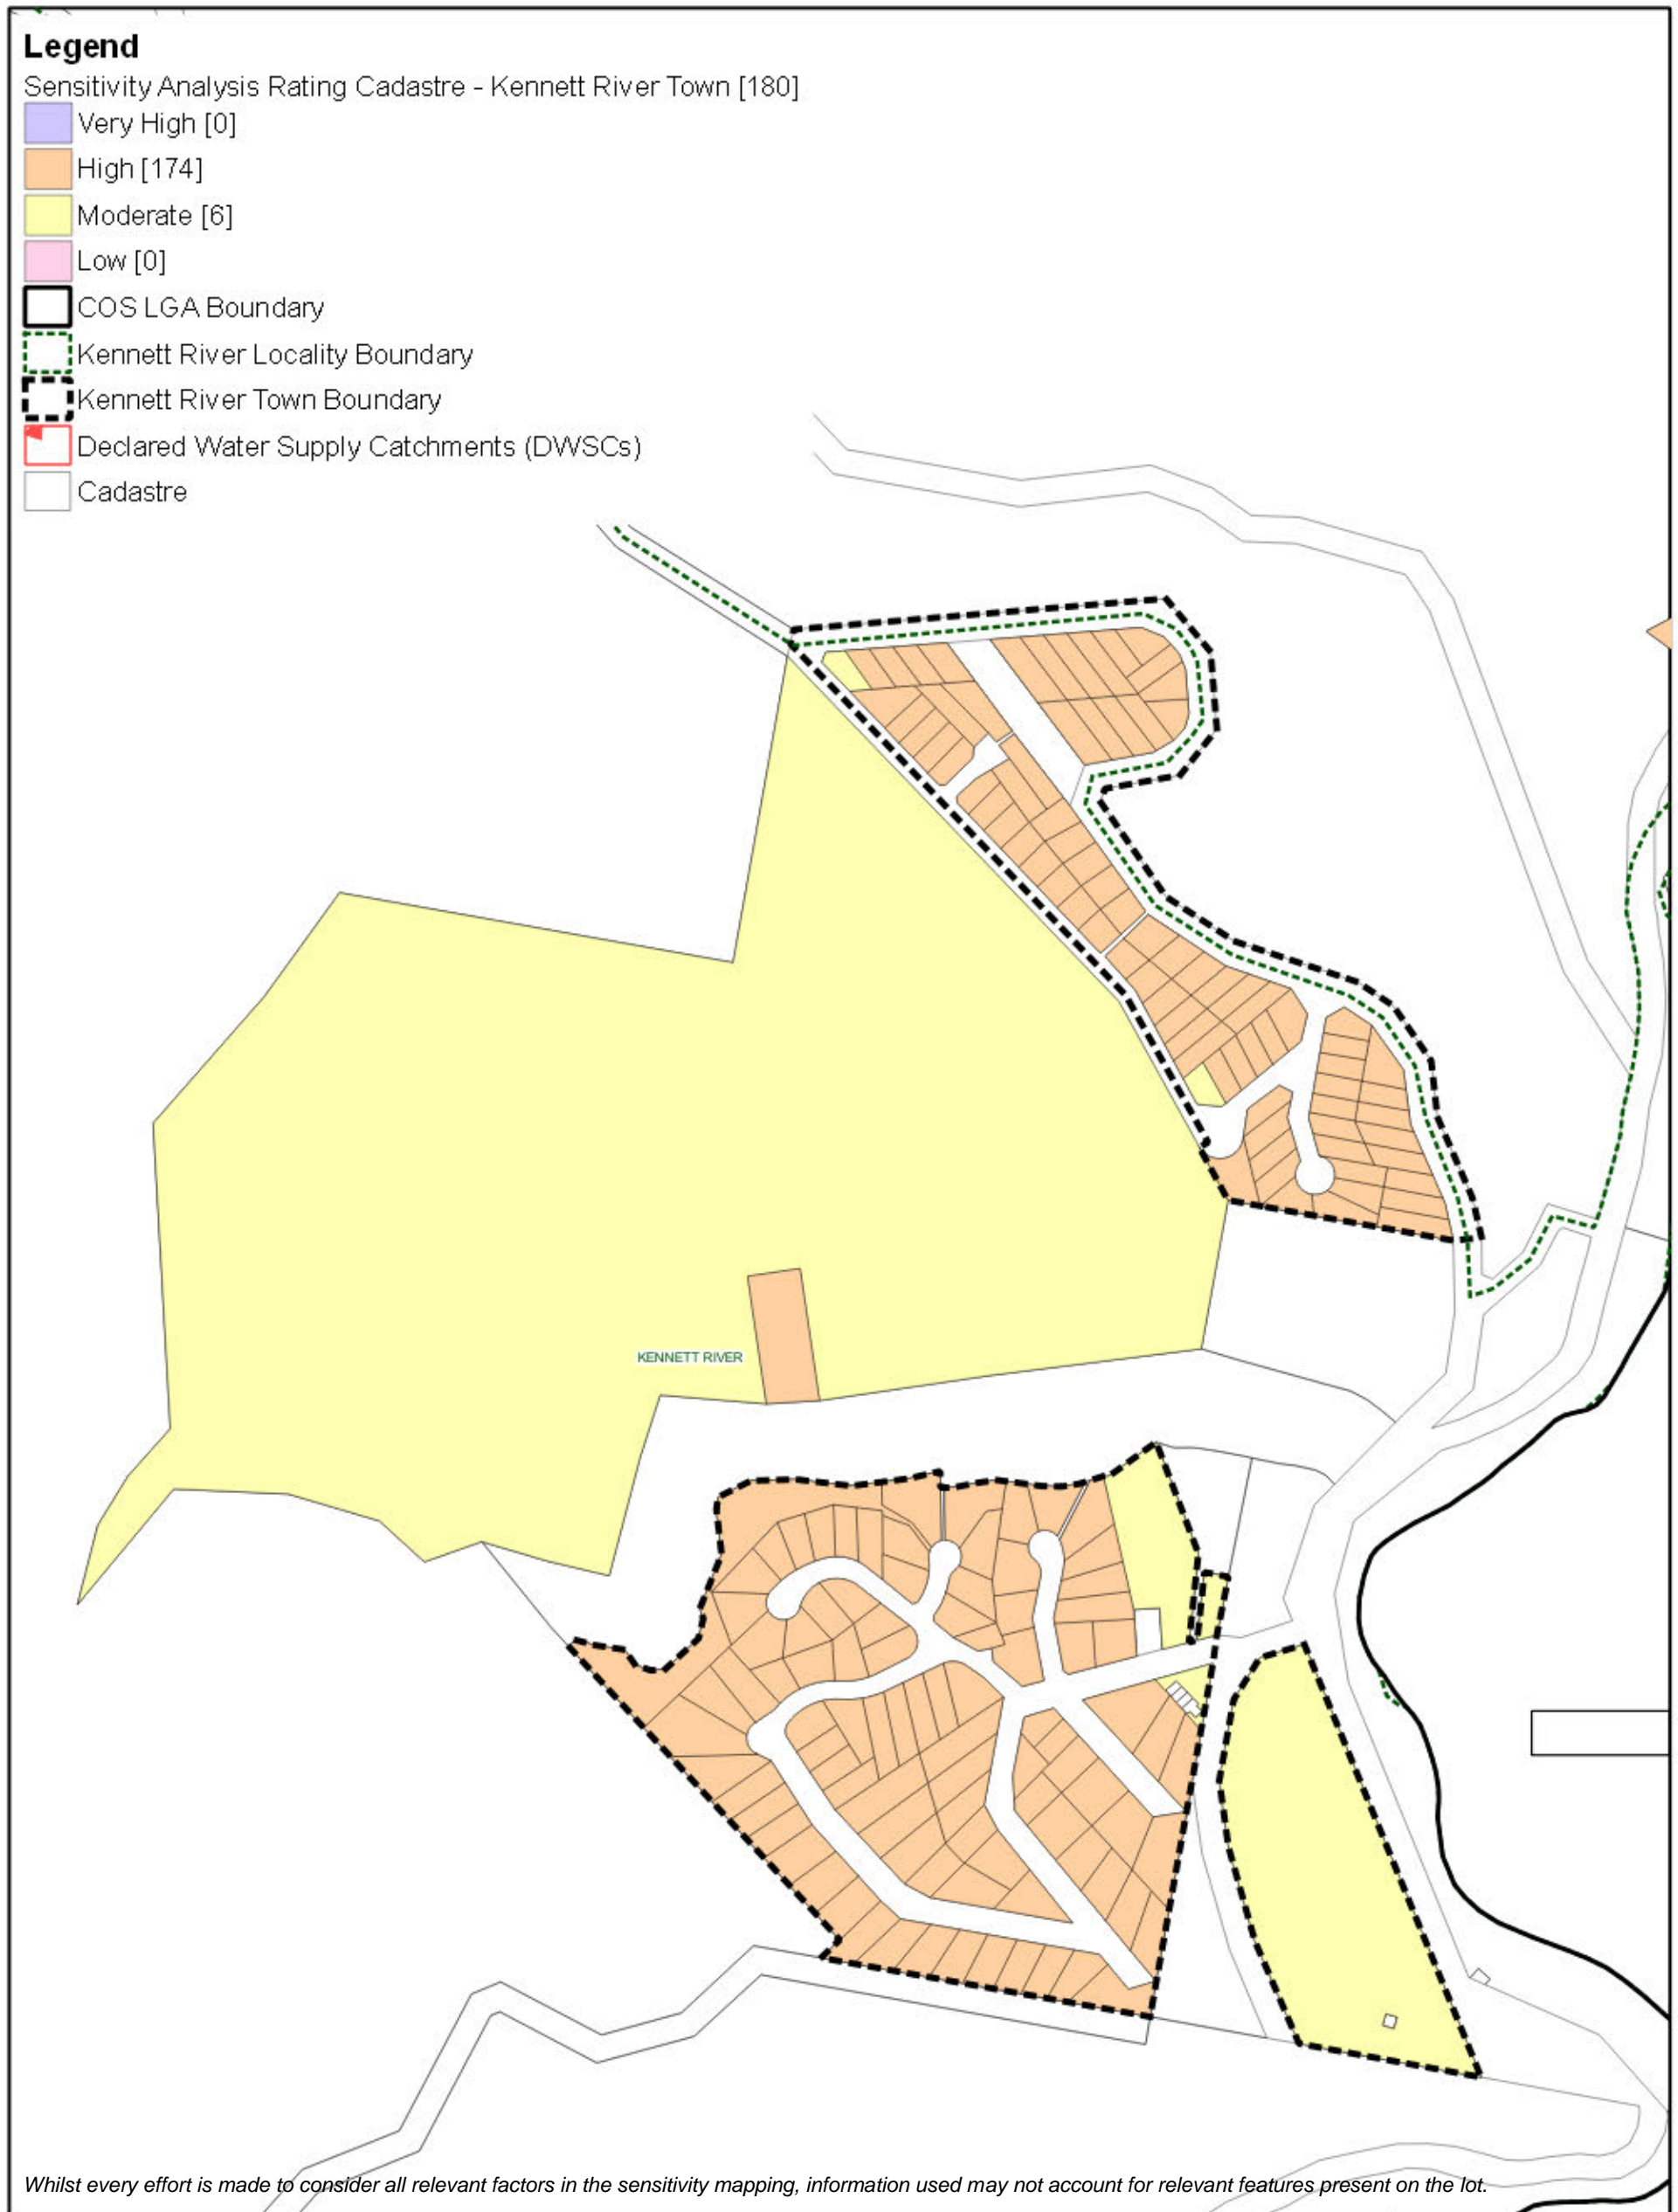 Legend
Sensitivity Analysis Rating Cadastre - Kennett River Town [180]
Very High [0]
High [174]
Moderate [6]
Low [0]
COS LGA Boundary
Kennett River Locality Boundary
Kennett River Town Boundary
Declared Water Supply Catchments (DWSCs)
Cadastre
KENNETT RIVER
Whilst every effort is made to consider all relevant factors in the sensitivity mapping, information used may not account for relevant features present on the lot.